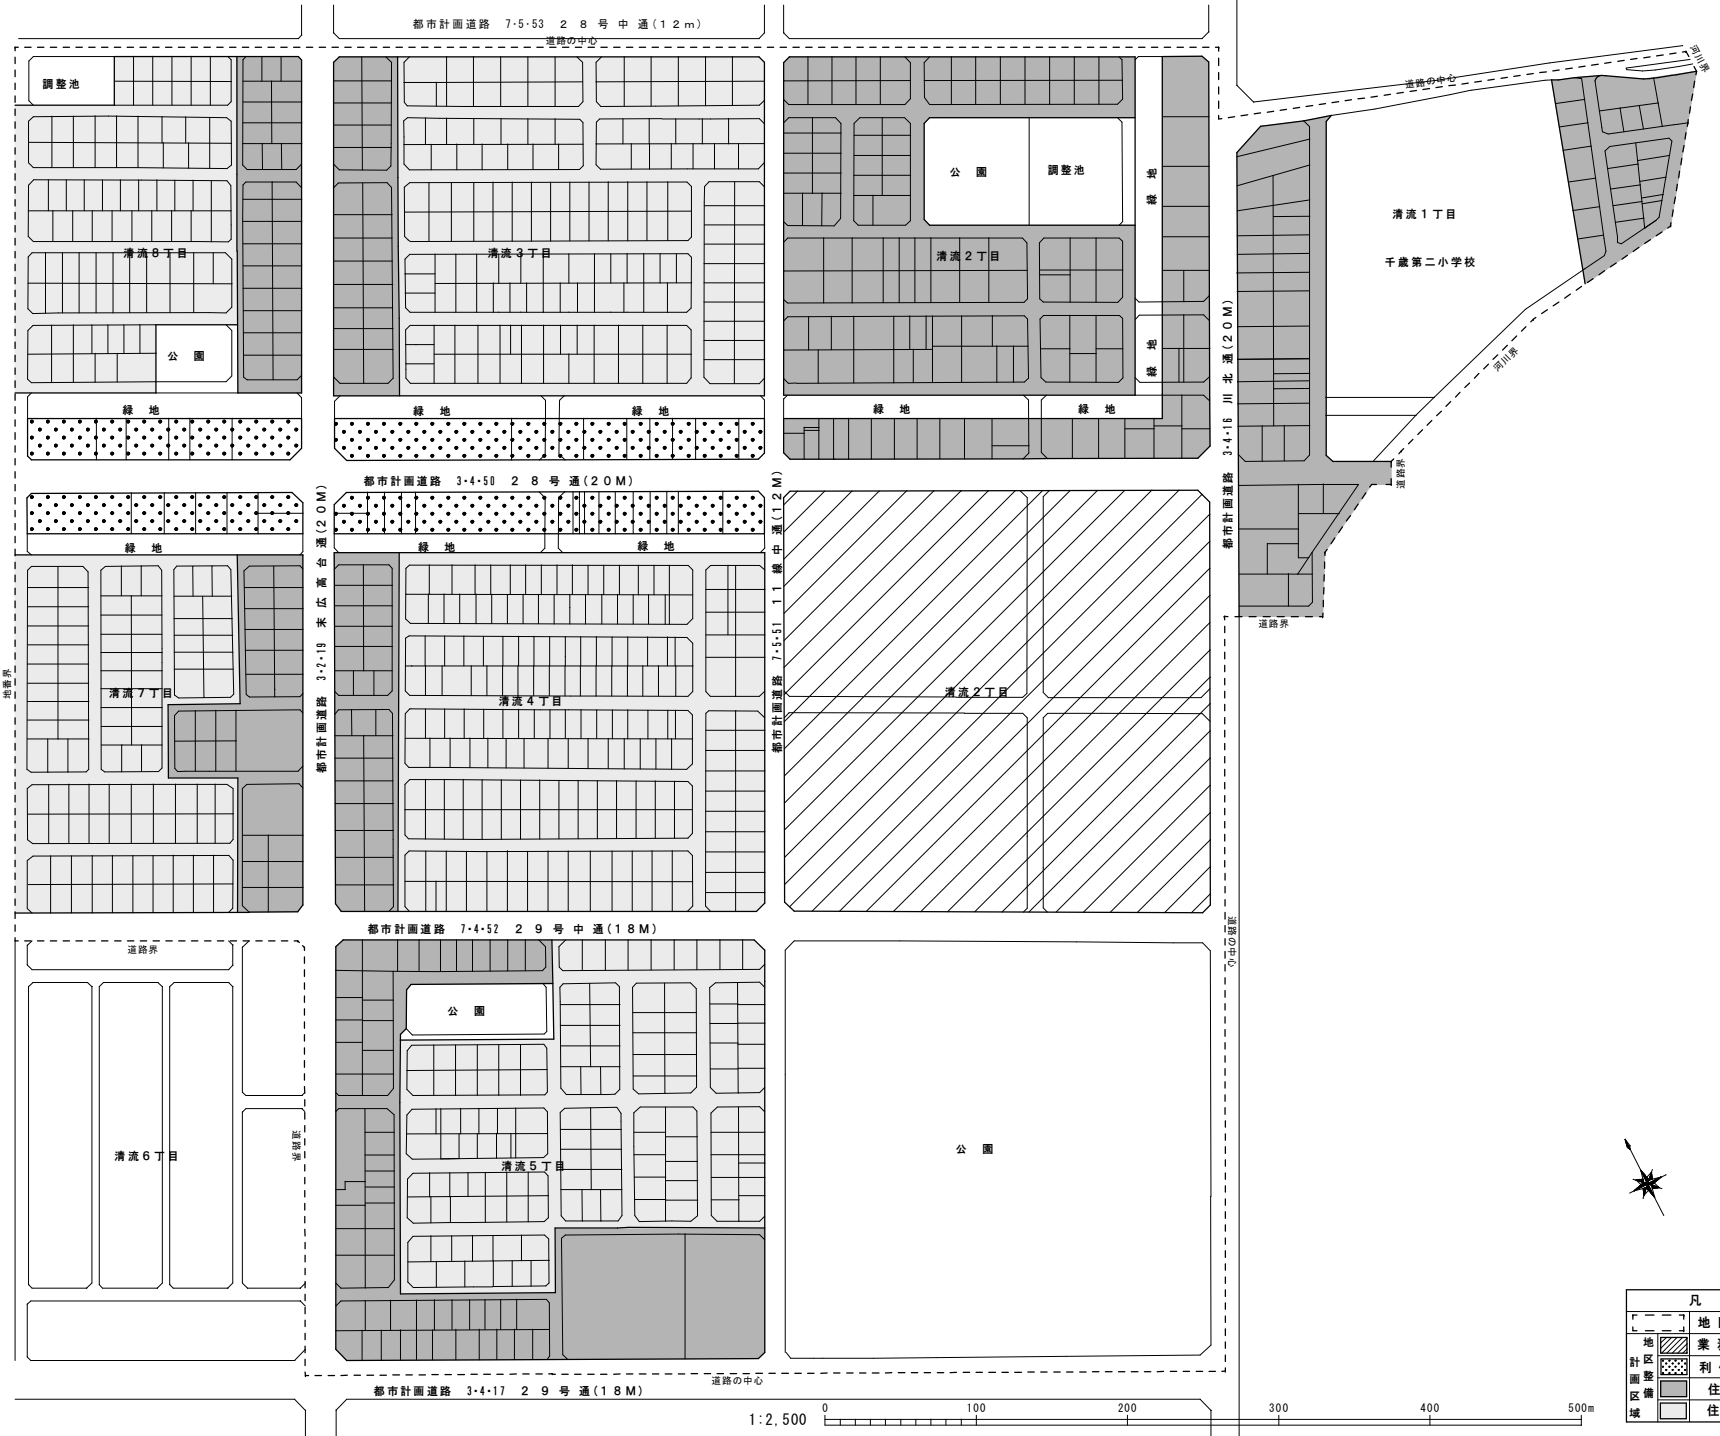 都市計画道路 7・5・53 28号中通(12m)
道路の中心
河川界
調整池
道路の中心
公園
調整池
緑地
清流1丁目
千歳第二小学校
清流8丁目
清流3丁目
清流2丁目
公園
緑地
河川界
都市計画道路 3・4・16 川北通(20M)
緑地
緑地
緑地
緑地
緑地
道路界
都市計画道路 3・4・50 28号通(20M)
都市計画道路 3・2・19 末広高台通(20M)
都市計画道路 7・5・51 11線中通(12M)
緑地
緑地
緑地
道路界
地番界
清流7丁目
清流4丁目
清流2丁目
都市計画道路 7・4・52 29号中通(18M)
道路の中心
道路界
公園
道路界
清流6丁目
清流5丁目
公園
道路の中心
都市計画道路 3・4・17 29号通(18M)
1:2,500
0 100 200 300 400 500m
凡
地
計画区域
地区整備
業
利
住
住